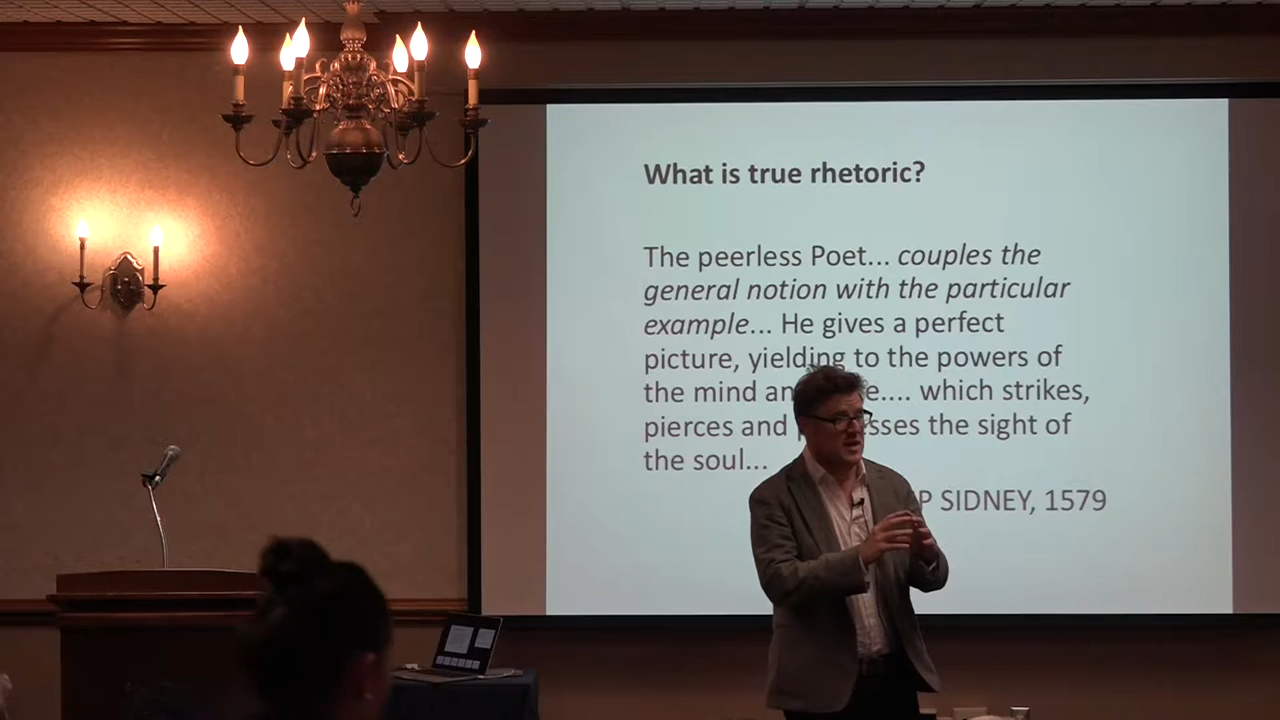 What is true rhetoric?
The peerless Poet... couples the
general notion with the particular
example... He gives a perfect
picture, yielding to the powers of
the mind .... which strikes,
pierces and the sight of
the soul...
P SIDNEY, 1579